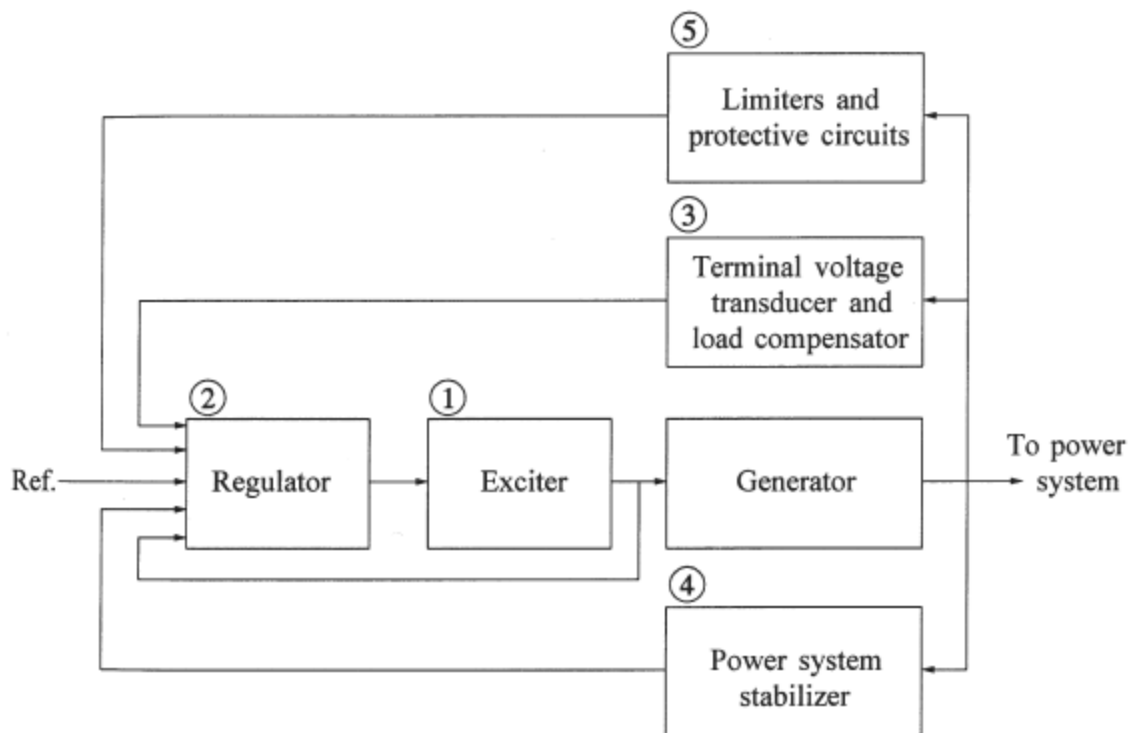 ⑤
Limiters and
protective circuits
③
Terminal voltage
transducer and
load compensator
②
①
Ref.
Regulator
Exciter
Generator
To power
system
④
Power system
stabilizer